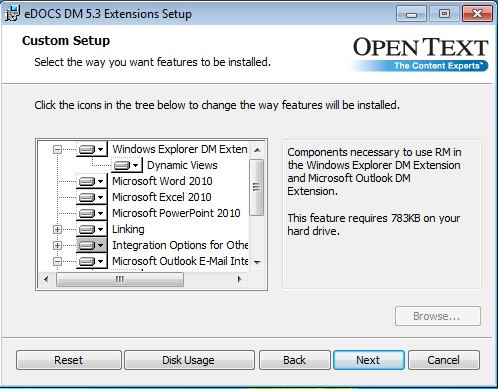 eDOCS DM 5.3 Extensions Setup
Custom Setup
Select the way you want features to be installed.
OPEN TEXT
The Content Experts™
Click the icons in the tree below to change the way features will be installed.
Windows Explorer DM Exten
Dynamic Views
Microsoft Word 2010
Microsoft Excel 2010
Microsoft PowerPoint 2010
Linking
Integration Options for Othe
Microsoft Outlook E-Mail Inte
Components necessary to use RM in
the Windows Explorer DM Extension
and Microsoft Outlook DM
Extension.
This feature requires 783KB on your
hard drive.
Browse...
Reset
Disk Usage
Back
Next
Cancel